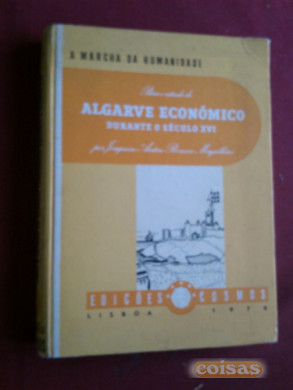 A MARCHA DA HUMANIDADE
Para o estudo do
ALGARVE ECONÓMICO
DURANTE O SÉCULO XVI
por Joaquim Antero Romero Magalhães
EDIÇÕES COSMOS
LISBOA 1970
coisas